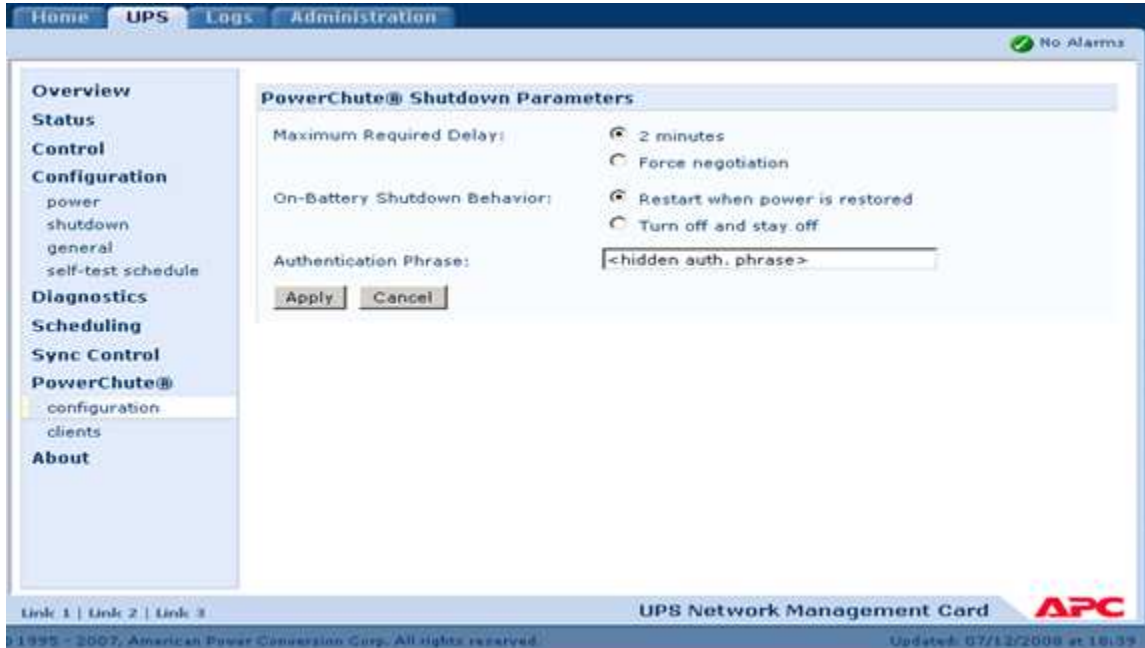 Home UPS Logs Administration
No Alarms
Overview
Status
Control
Configuration
power
shutdown
general
self-test schedule
Diagnostics
Scheduling
Sync Control
PowerChute®
configuration
clients
About
PowerChute® Shutdown Parameters
Maximum Required Delay:
2 minutes
Force negotiation
On-Battery Shutdown Behavior:
Restart when power is restored
Turn off and stay off
Authentication Phrase:
<hidden auth. phrase>
Apply Cancel
Link 1 | Link 2 | Link 3
UPS Network Management Card
APC
1995 - 2007, American Power Conversion Corp. All rights reserved.
Updated: 07/12/2008 at 18:39